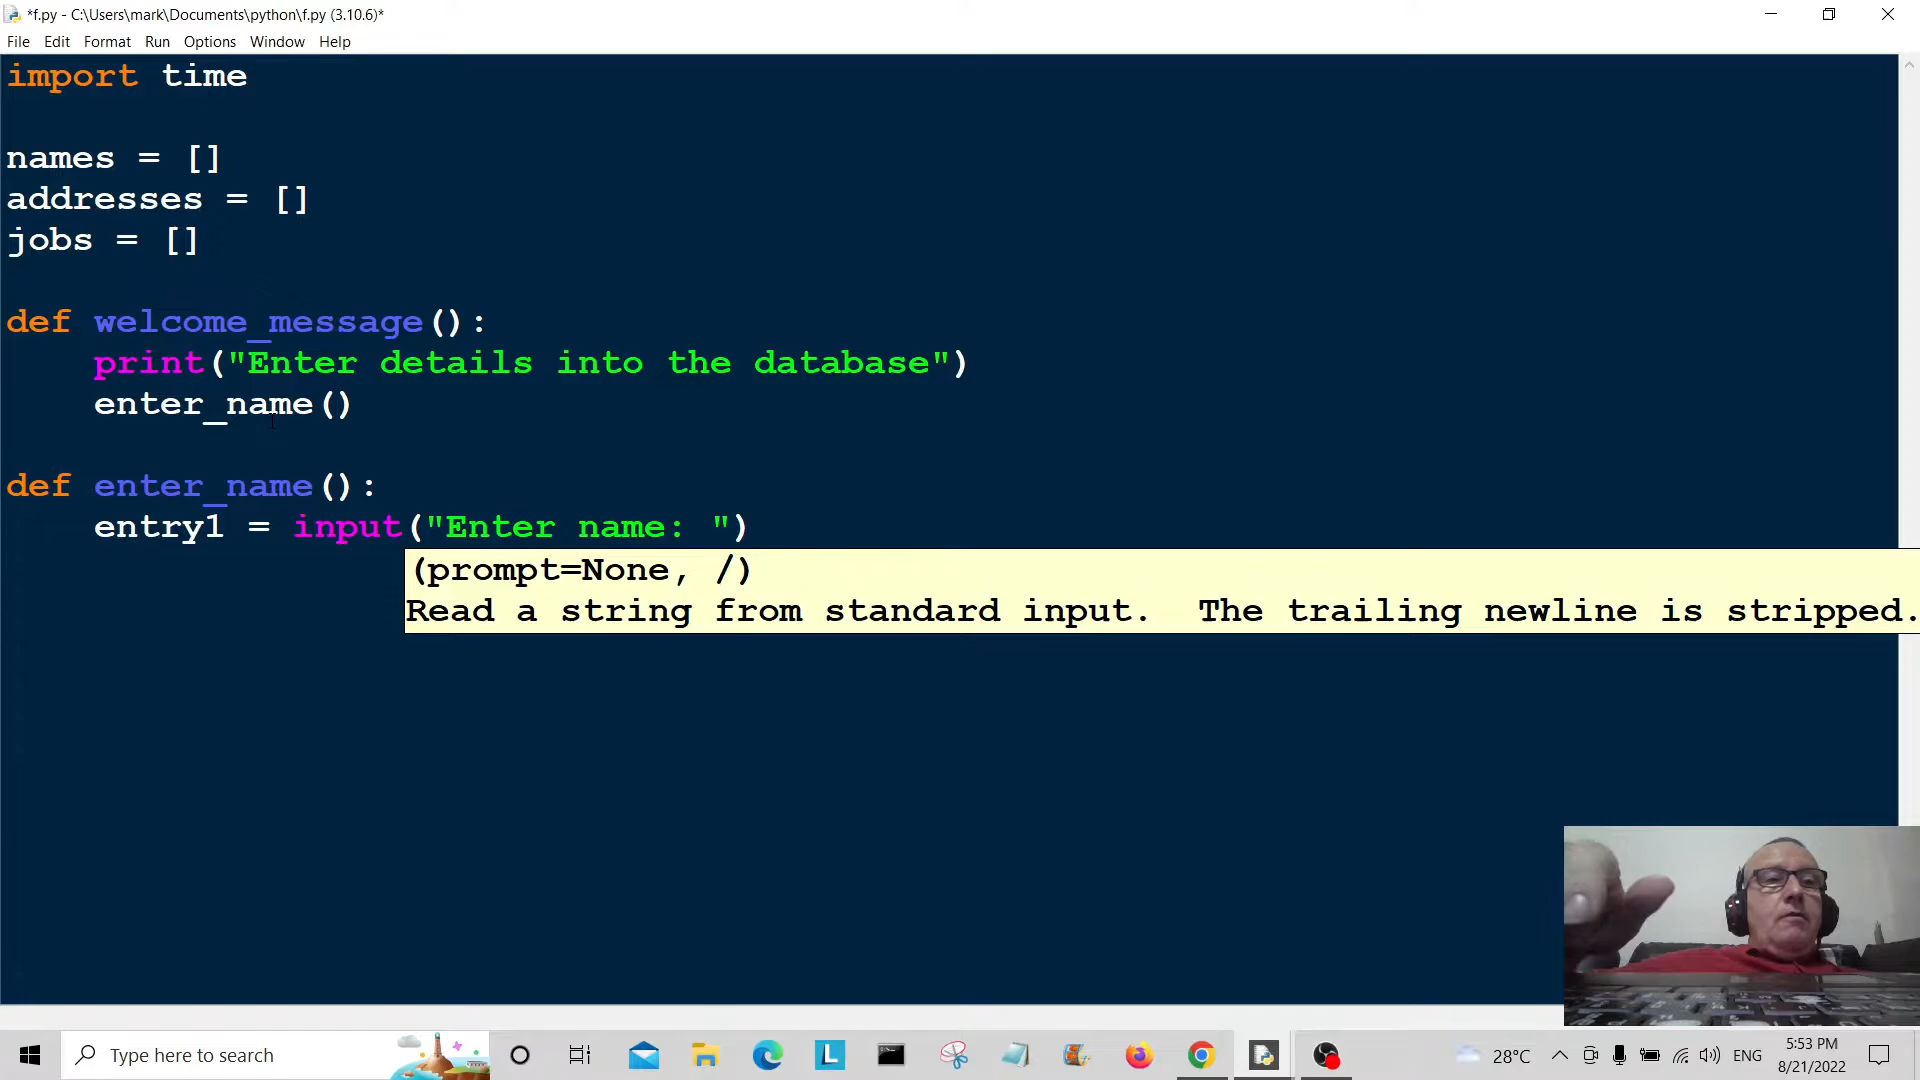 *f.py - C:\Users\mark\Documents\python\f.py (3.10.6)*
File Edit Format Run Options Window Help
import time
names = []
addresses = []
jobs = []
def welcome_message():
    print("Enter details into the database")
    enter_name()
def enter_name():
    entry1 = input("Enter name: ")
(prompt=None, /)
Read a string from standard input.  The trailing newline is stripped.
Type here to search
L
28°C
ENG
5:53 PM
8/21/2022